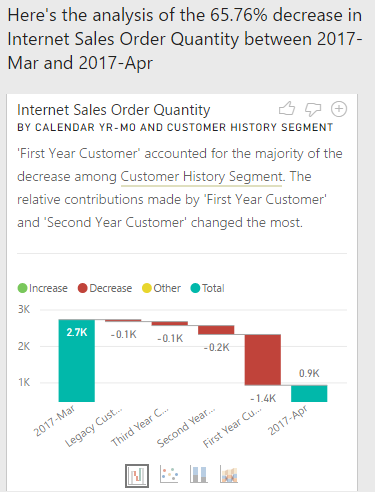 Here's the analysis of the 65.76% decrease in
Internet Sales Order Quantity between 2017-
Mar and 2017-Apr
Internet Sales Order Quantity
BY CALENDAR YR-MO AND CUSTOMER HISTORY SEGMENT
'First Year Customer' accounted for the majority of the
decrease among Customer History Segment. The
relative contributions made by 'First Year Customer'
and 'Second Year Customer' changed the most.
Increase Decrease Other Total
3K
2K
1K
2.7K
-0.1K
-0.1K
-0.2K
-1.4K
0.9K
2017-Mar
Legacy Cust...
Third Year C...
Second Year...
First Year Cu...
2017-Apr